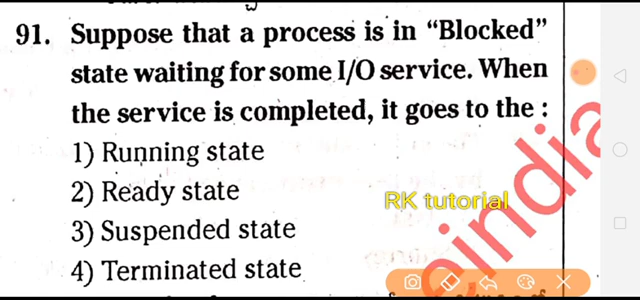 91. Suppose that a process is in “Blocked”
state waiting for some I/O service. When
the service is completed, it goes to the :
1) Running state
2) Ready state
3) Suspended state
4) Terminated state
RK tutorial
eindia